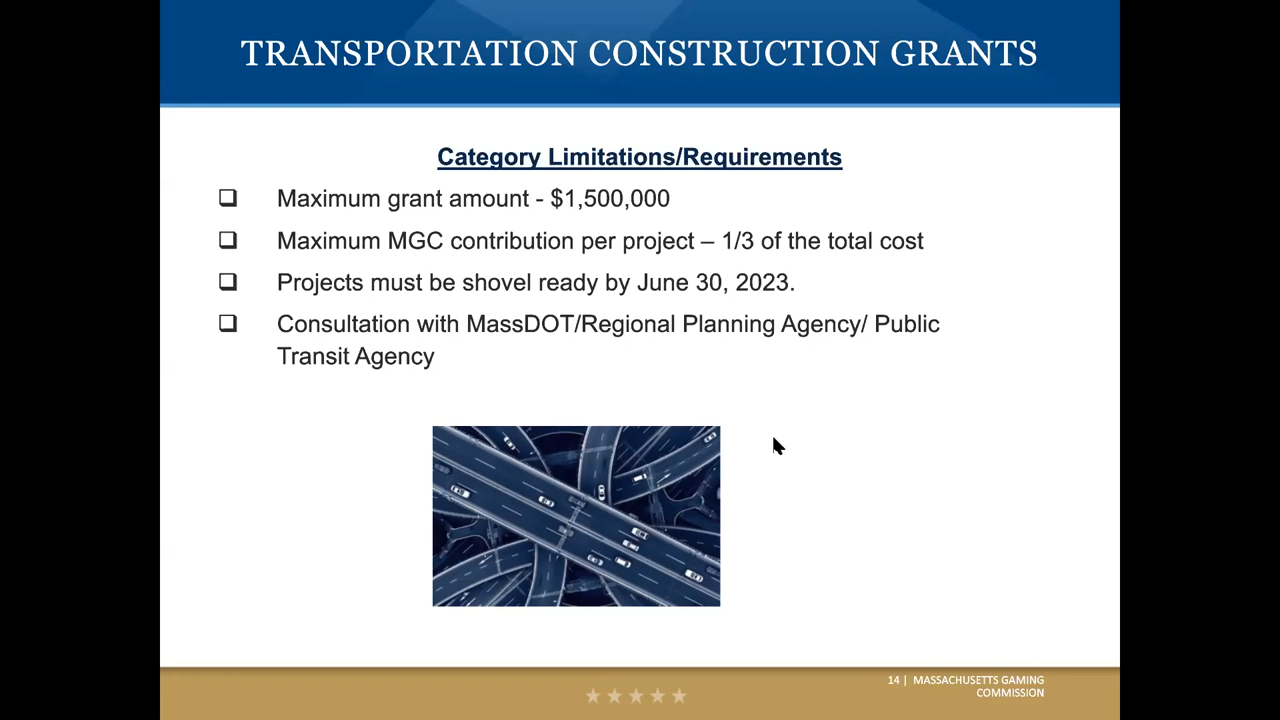 TRANSPORTATION CONSTRUCTION GRANTS
Category Limitations/Requirements
Maximum grant amount - $1,500,000
Maximum MGC contribution per project – 1/3 of the total cost
Projects must be shovel ready by June 30, 2023.
Consultation with MassDOT/Regional Planning Agency/ Public
Transit Agency
14 | MASSACHUSETTS GAMING
COMMISSION